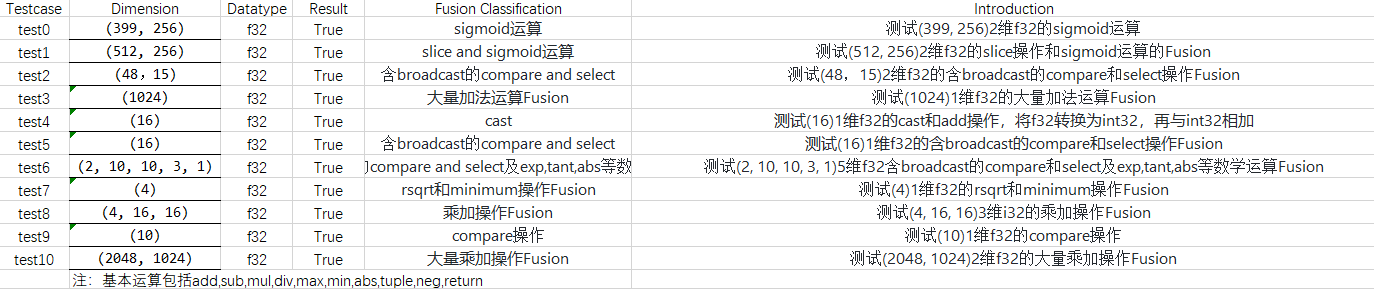 Testcase Dimension Datatype Result Fusion Classification Introduction
test0 (399, 256) f32 True sigmoid运算 测试(399, 256)2维f32的sigmoid运算
test1 (512, 256) f32 True slice and sigmoid运算 测试(512, 256)2维f32的slice操作和sigmoid运算的Fusion
test2 (48，15) f32 True 含broadcast的compare and select 测试(48，15)2维f32的含broadcast的compare和select操作Fusion
test3 (1024) f32 True 大量加法运算Fusion 测试(1024)1维f32的大量加法运算Fusion
test4 (16) f32 True cast 测试(16)1维f32的cast和add操作，将f32转换为int32，再与int32相加
test5 (16) f32 True 含broadcast的compare and select 测试(16)1维f32的含broadcast的compare和select操作Fusion
test6 (2, 10, 10, 3, 1) f32 True compare and select及exp,tant,abs等数 测试(2, 10, 10, 3, 1)5维f32含broadcast的compare和select及exp,tant,abs等数学运算Fusion
test7 (4) f32 True rsqrt和minimum操作Fusion 测试(4)1维f32的rsqrt和minimum操作Fusion
test8 (4, 16, 16) f32 True 乘加操作Fusion 测试(4, 16, 16)3维i32的乘加操作Fusion
test9 (10) f32 True compare操作 测试(10)1维f32的compare操作
test10 (2048, 1024) f32 True 大量乘加操作Fusion 测试(2048, 1024)2维f32的大量乘加操作Fusion
注：基本运算包括add,sub,mul,div,max,min,abs,tuple,neg,return